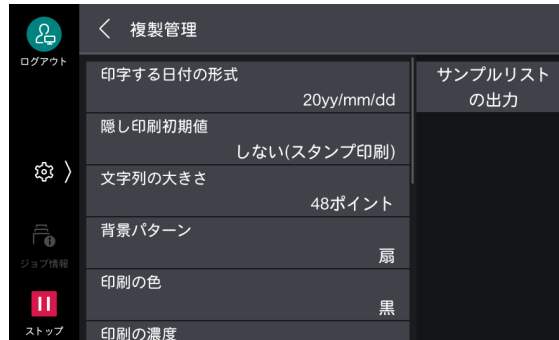 複製管理
ログアウト
印字する日付の形式
20yy/mm/dd
サンプルリスト
の出力
隠し印刷初期値
しない(スタンプ印刷)
文字列の大きさ
48ポイント
背景パターン
扇
ジョブ情報
印刷の色
黒
ストップ
印刷の濃度